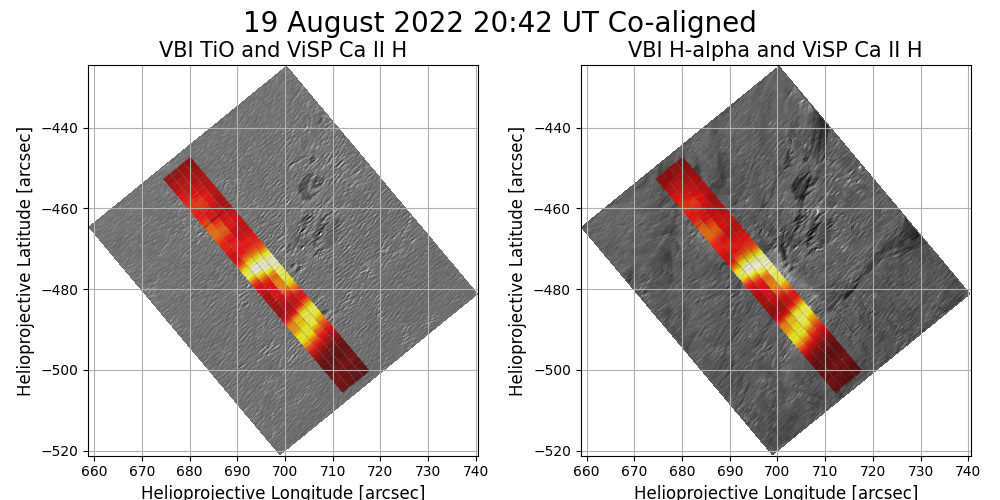 19 August 2022 20:42 UT Co-aligned
VBI TiO and ViSP Ca II H
VBI H-alpha and ViSP Ca II H
Helioprojective Latitude [arcsec]
−440
−460
−480
−500
−520
660 670 680 690 700 710 720 730 740
Helioprojective Longitude [arcsec]
Helioprojective Latitude [arcsec]
−440
−460
−480
−500
−520
660 670 680 690 700 710 720 730 740
Helioprojective Longitude [arcsec]